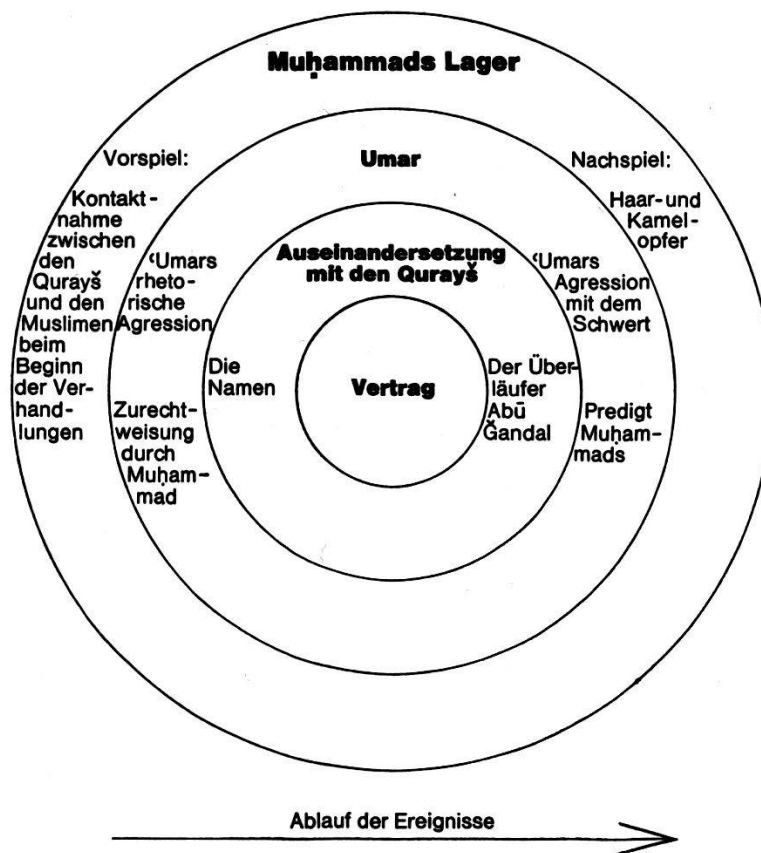 Muḥammads Lager
Vorspiel:
Kontakt-
nahme
zwischen
den
Qurayš
und den
Muslimen
beim
Beginn
der Ver-
hand-
lungen
Umar
ʿUmars
rheto-
rische
Agression
Zurecht-
weisung
durch
Muḥam-
mad
Auseinandersetzung
mit den Qurayš
Die
Namen
Vertrag
Der Über-
läufer
Abū
Ğandal
ʿUmars
Agression
mit dem
Schwert
Predigt
Muḥam-
mads
Nachspiel:
Haar- und
Kamel-
opfer
Ablauf der Ereignisse